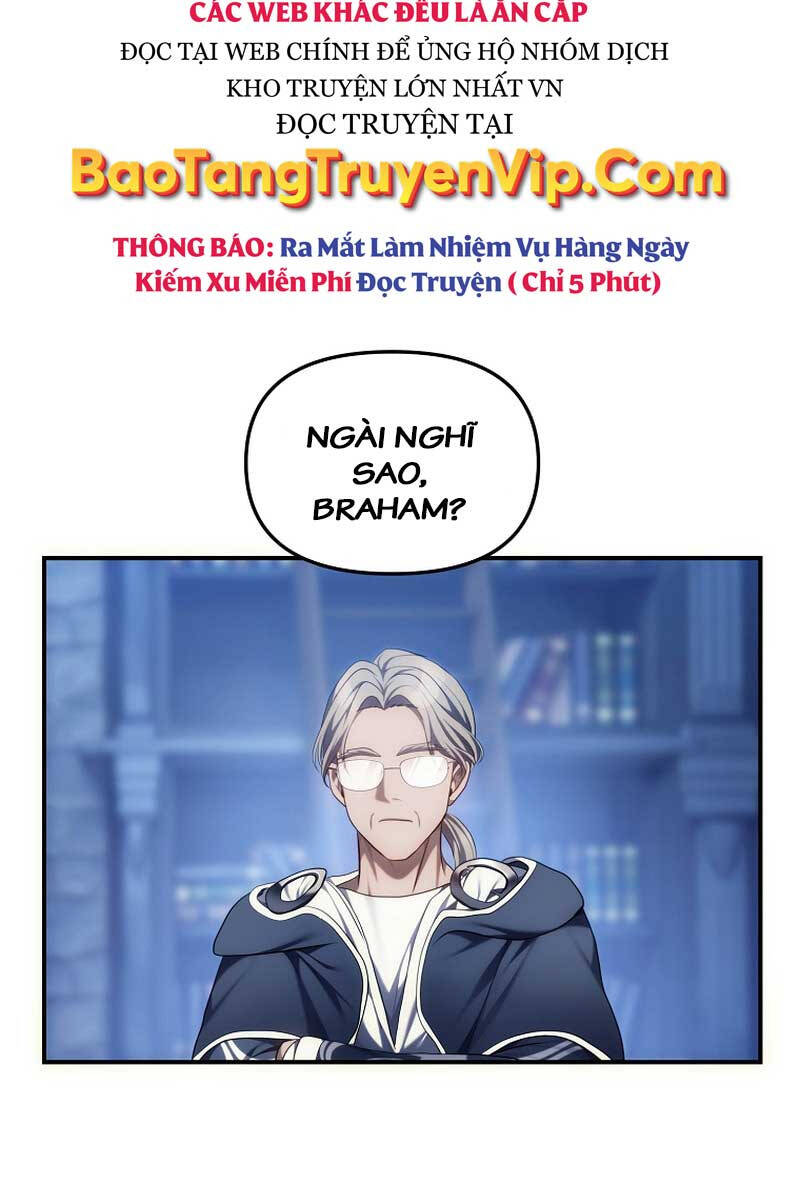 CÁC WEB KHÁC ĐỀU LÀ ĂN CẮP
ĐỌC TẠI WEB CHÍNH ĐỂ ỦNG HỘ NHÓM DỊCH
KHO TRUYỆN LỚN NHẤT VN
ĐỌC TRUYỆN TẠI
BaoTangTruyenVip.Com
THÔNG BÁO: Ra Mắt Làm Nhiệm Vụ Hàng Ngày
Kiếm Xu Miễn Phí Đọc Truyện ( Chỉ 5 Phút)
NGÀI NGHĨ
SAO,
BRAHAM?